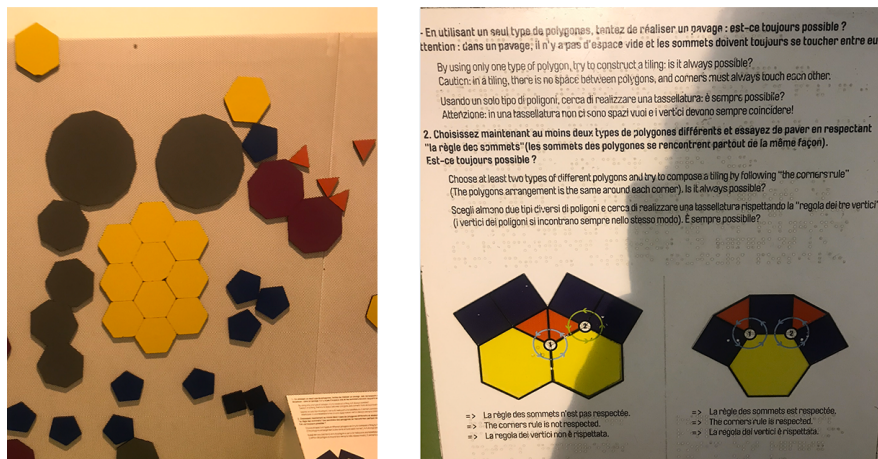 - En utilisant un seul type de polygones, tentez de réaliser un pavage : est-ce toujours possible ?
ttention : dans un pavage, il n'y a pas d'espace vide et les sommets doivent toujours se toucher entre eu
By using only one type of polygon, try to construct a tiling: is it always possible?
Caution: in a tiling, there is no space between polygons, and corners must always touch each other.
Usando un solo tipo di poligoni, cerca di realizzare una tassellatura: é sempre possibile?
Attenzione: in una tassellatura non ci sono spazi vuoi e i vertici devono sempre coincidere!
2. Choisissez maintenant au moins deux types de polygones différents et essayez de paver en respectant
"la règle des sommets" (les sommets des polygones se rencontrent partout de la même façon).
Est-ce toujours possible ?
Choose at least two types of different polygons and try to compose a tiling by following "the corners rule"
(The polygons arrangement is the same around each corner). Is it always possible?
Scegli almono due tipi diversi di poligoni e cerca di realizzare una tassellatura rispettando la "regola dei tre vertici"
(i vertici dei poligoni si incontrano sempre nello stesso modo). È sempre possibile?
1
2
1
2
=> La règle des sommets n'est pas respectée.
=> The corners rule is not respected.
=> La regola dei vertici non è rispettata.
=> La règle des sommets est respectée.
=> The corners rule is respected.
=> La regola dei vertici è rispettata.